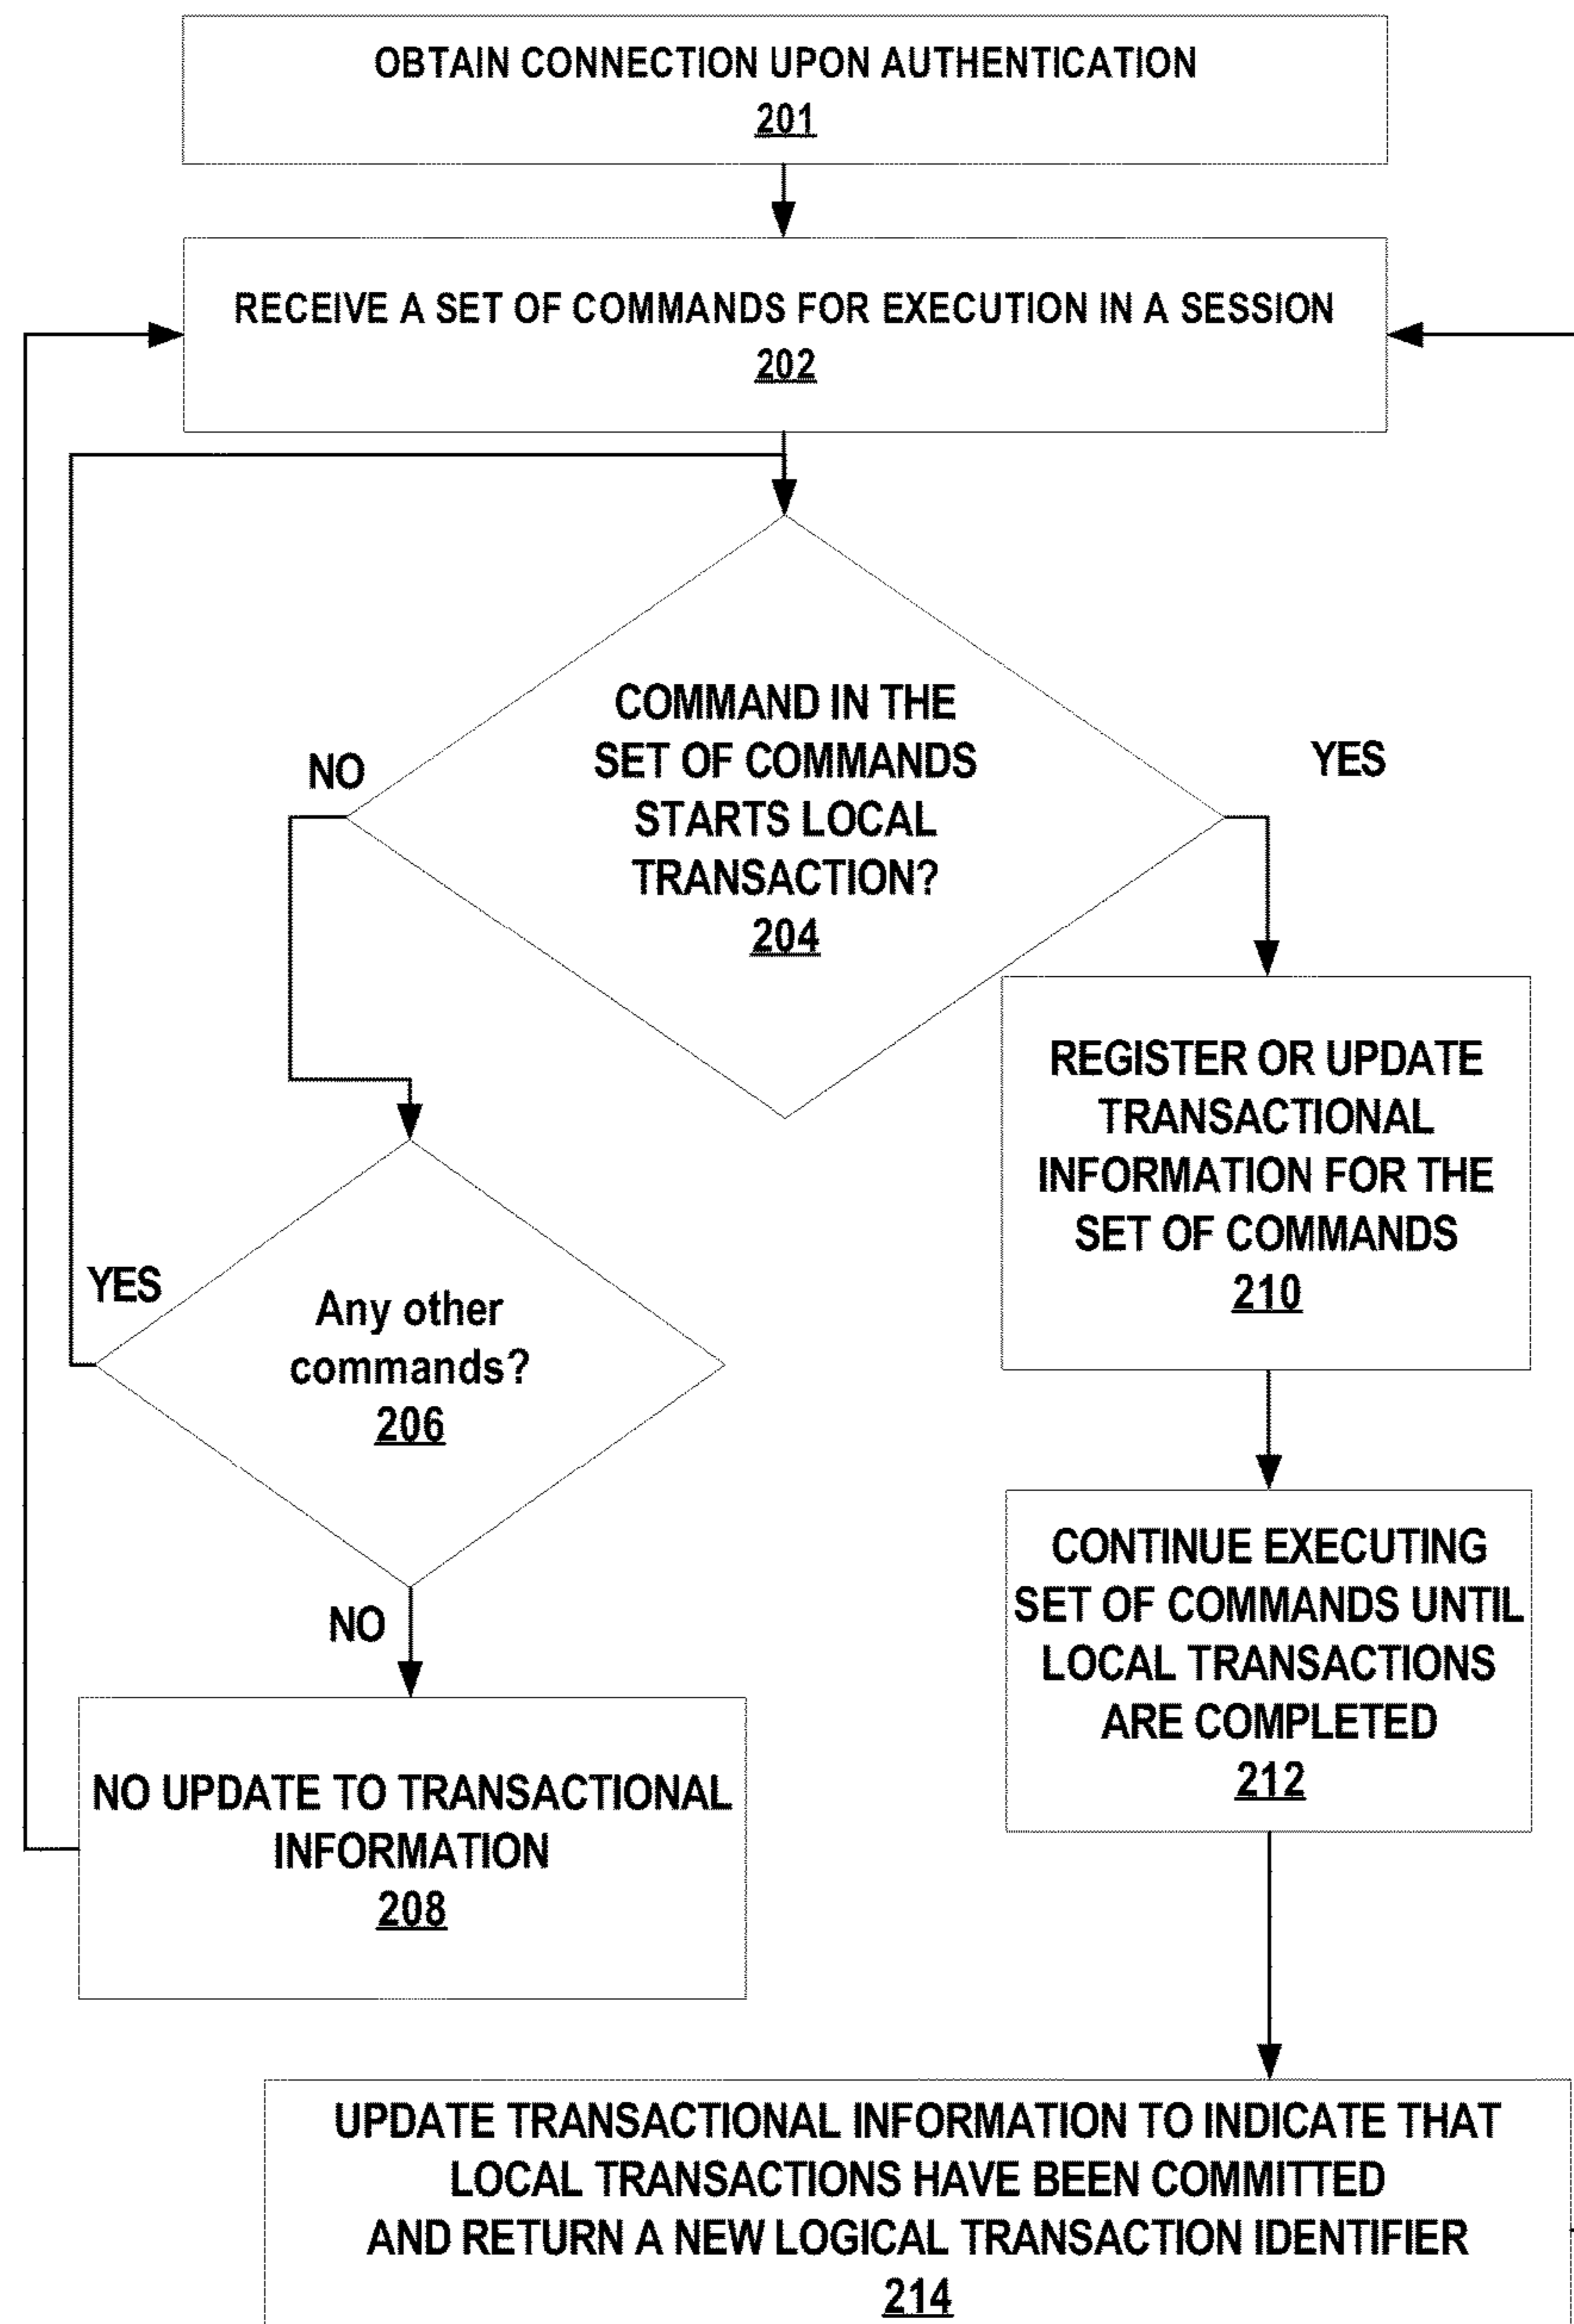 OBTAIN CONNECTION UPON AUTHENTICATION
201
RECEIVE A SET OF COMMANDS FOR EXECUTION IN A SESSION
202
COMMAND IN THE
SET OF COMMANDS
STARTS LOCAL
TRANSACTION?
204
NO
YES
REGISTER OR UPDATE
TRANSACTIONAL
INFORMATION FOR THE
SET OF COMMANDS
210
YES
Any other
commands?
206
NO
CONTINUE EXECUTING
SET OF COMMANDS UNTIL
LOCAL TRANSACTIONS
ARE COMPLETED
212
NO UPDATE TO TRANSACTIONAL
INFORMATION
208
UPDATE TRANSACTIONAL INFORMATION TO INDICATE THAT
LOCAL TRANSACTIONS HAVE BEEN COMMITTED
AND RETURN A NEW LOGICAL TRANSACTION IDENTIFIER
214